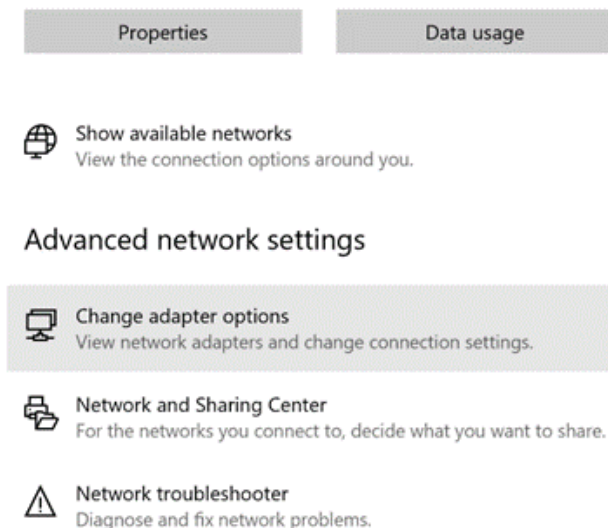 Properties
Data usage
Show available networks
View the connection options around you.
Advanced network settings
Change adapter options
View network adapters and change connection settings.
Network and Sharing Center
For the networks you connect to, decide what you want to share.
Network troubleshooter
Diagnose and fix network problems.